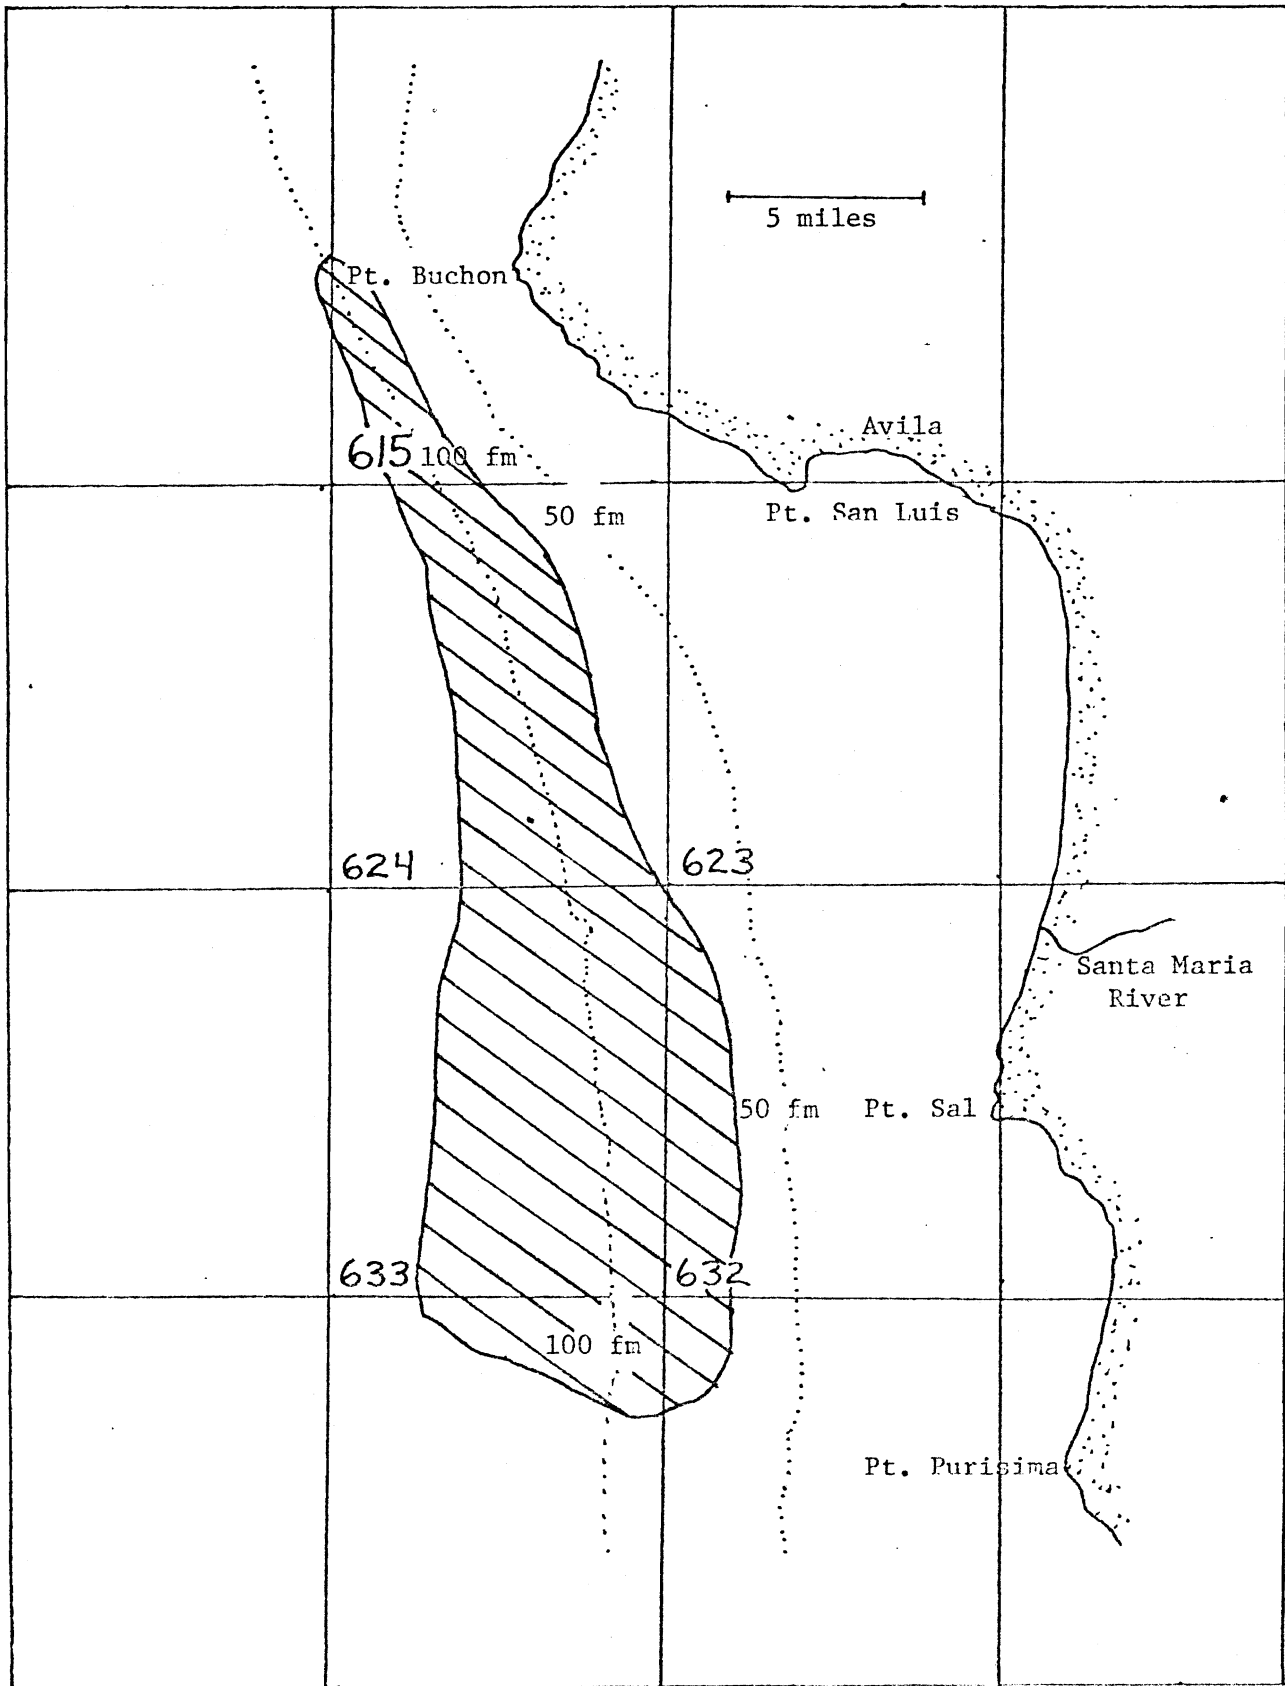 5 miles
Pt. Buchon
Avila
615 100 fm
50 fm
Pt. San Luis
624
623
Santa Maria
River
50 fm
Pt. Sal
633
632
100 fm
Pt. Purisima